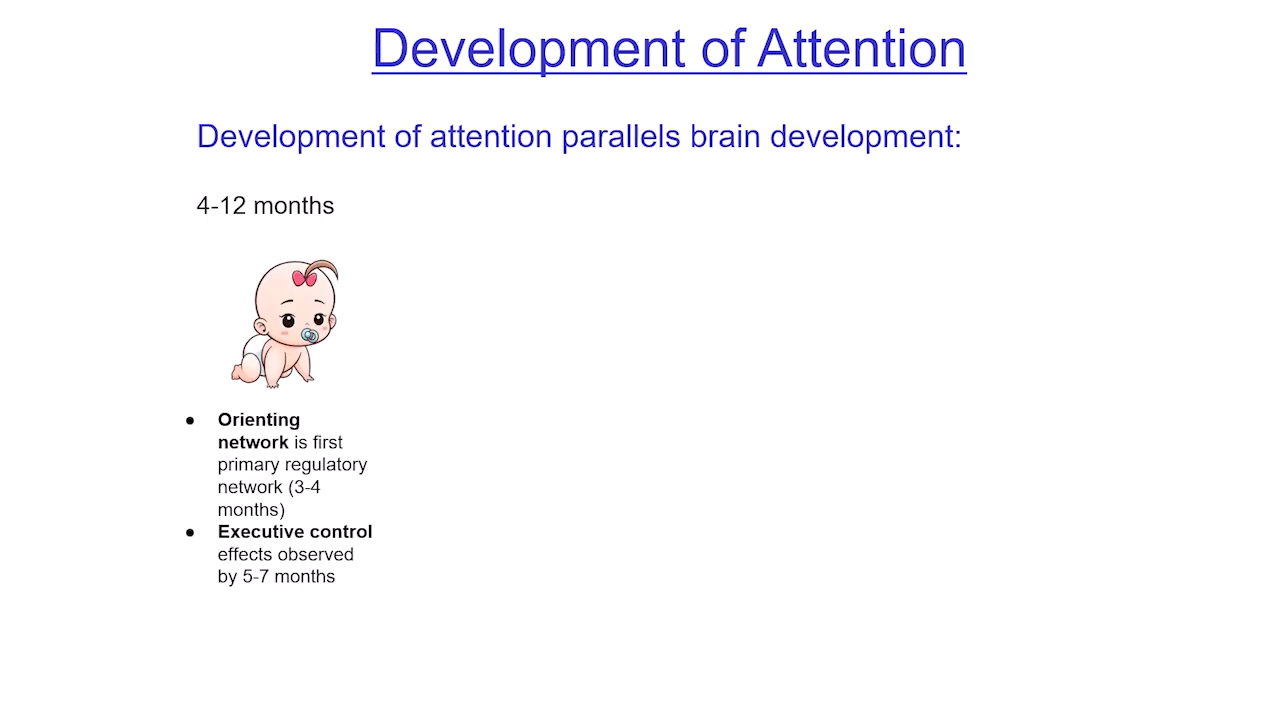 Development of Attention
Development of attention parallels brain development:
4-12 months
● Orienting
network is first
primary regulatory
network (3-4
months)
● Executive control
effects observed
by 5-7 months